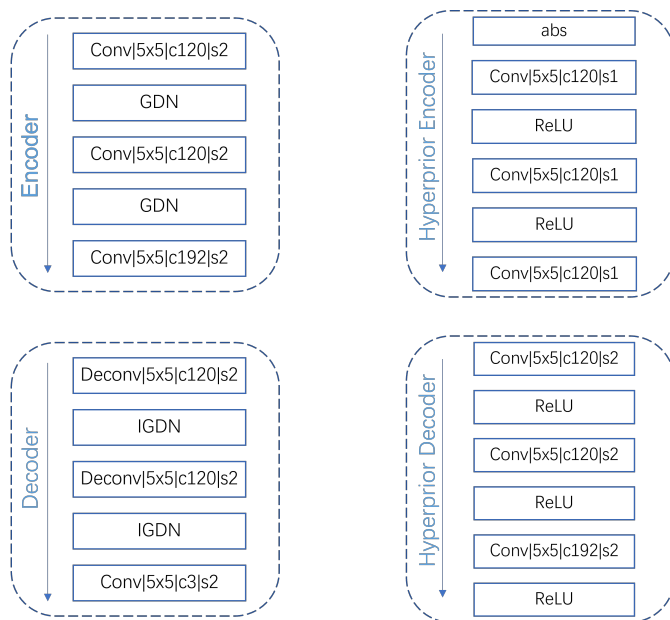 Encoder
Conv|5x5|c120|s2
GDN
Conv|5x5|c120|s2
GDN
Conv|5x5|c192|s2
Hyperprior Encoder
abs
Conv|5x5|c120|s1
ReLU
Conv|5x5|c120|s1
ReLU
Conv|5x5|c120|s1
Decoder
Deconv|5x5|c120|s2
IGDN
Deconv|5x5|c120|s2
IGDN
Conv|5x5|c3|s2
Hyperprior Decoder
Conv|5x5|c120|s2
ReLU
Conv|5x5|c120|s2
ReLU
Conv|5x5|c192|s2
ReLU